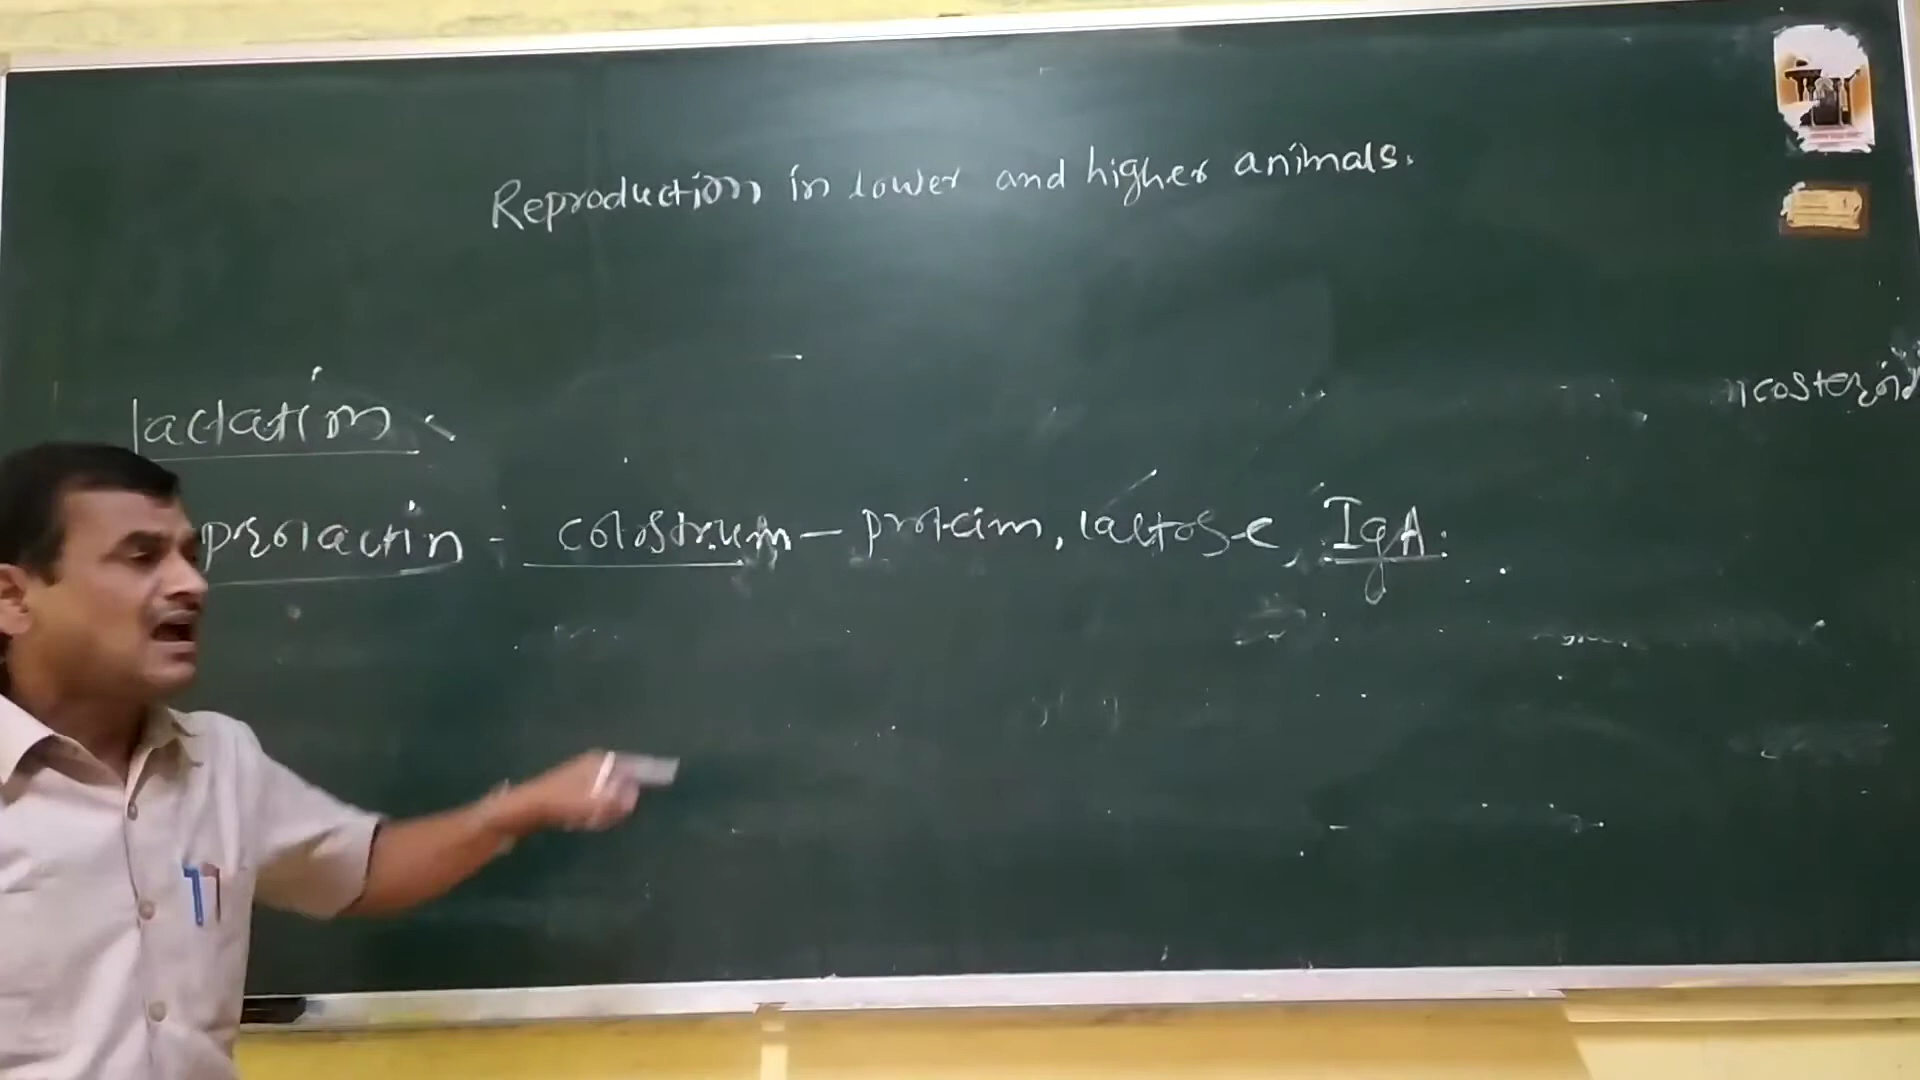 Reproduction in lower and higher animals.
lactation
prolactin - colostrum - protein, lactose, IgA.